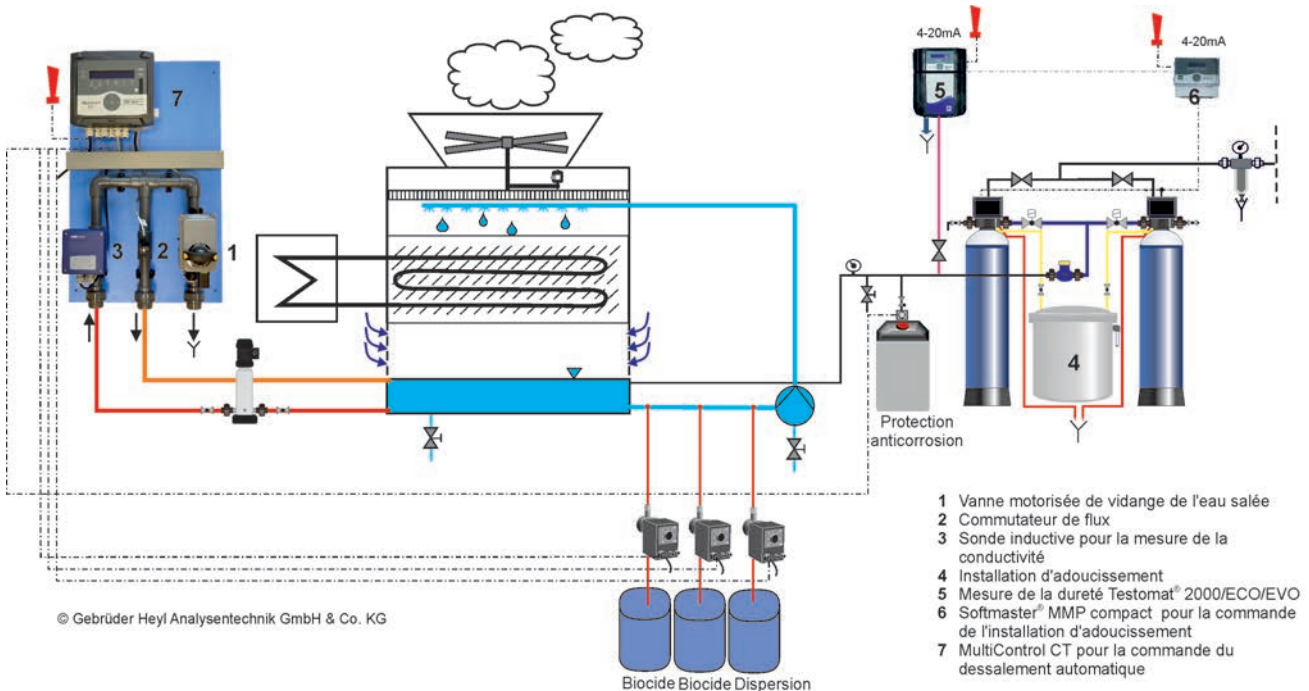 4-20mA
4-20mA
7
5
6
3
2
1
4
Protection
anticorrosion
1 Vanne motorisée de vidange de l'eau salée
2 Commutateur de flux
3 Sonde inductive pour la mesure de la
conductivité
4 Installation d'adoucissement
5 Mesure de la dureté Testomat® 2000/ECO/EVO
6 Softmaster® MMP compact pour la commande
de l'installation d'adoucissement
7 MultiControl CT pour la commande du
dessalement automatique
© Gebrüder Heyl Analysentechnik GmbH & Co. KG
Biocide Biocide Dispersion